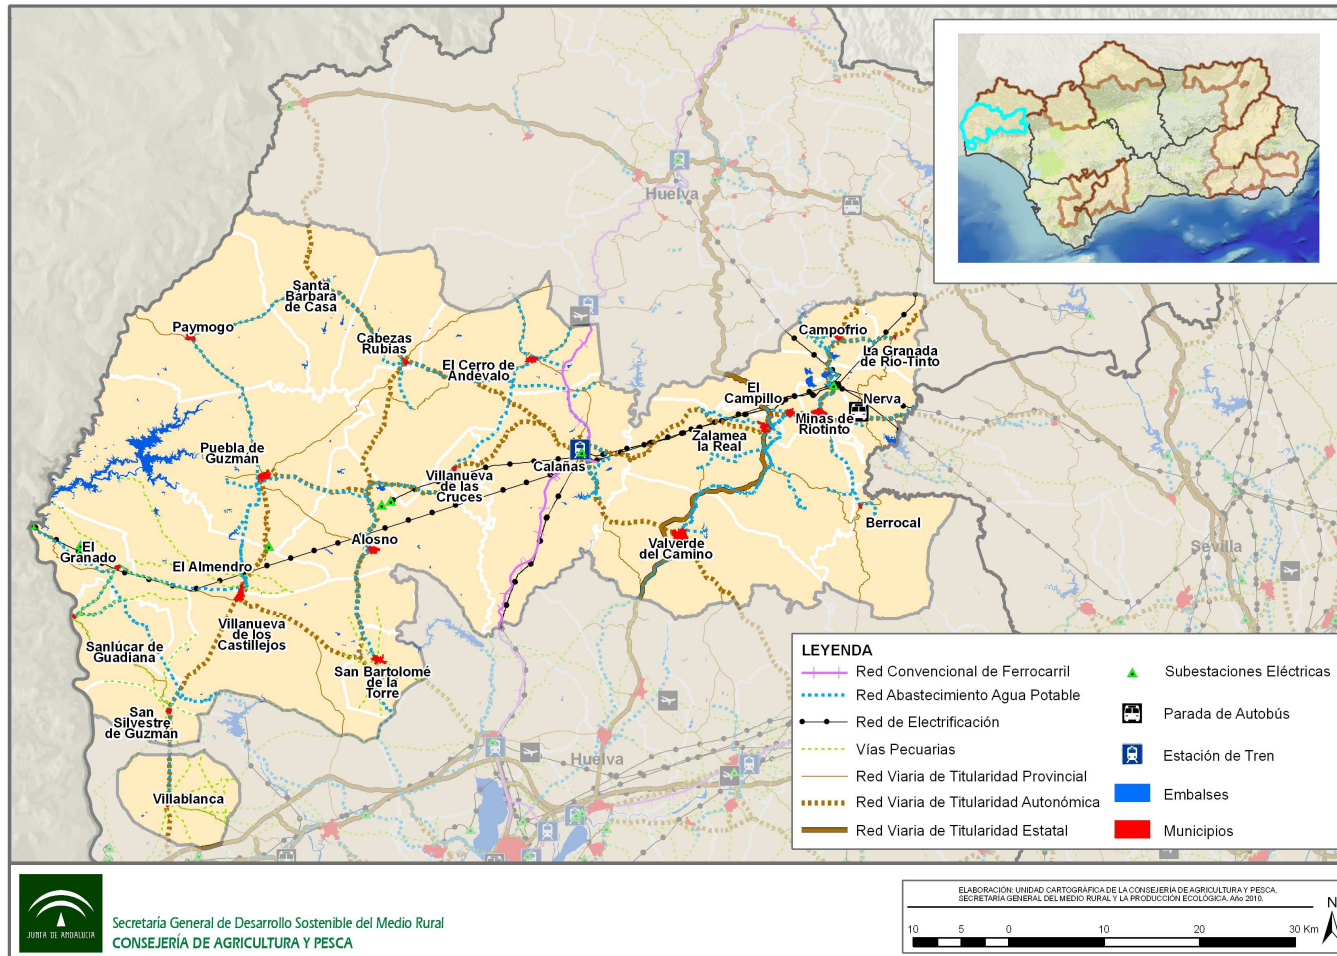 Huelva
Santa
Bárbara
de Casa
Paymogo
Cabezas
Rubias
El Cerro de
Andévalo
Campofrio
La Granada
de Rio-Tinto
El
Campillo
Nerva
Minas de
Riotinto
Zalamea
la Real
Puebla de
Guzmán
Villanueva
de las
Cruces
Calañas
Berrocal
Valverde
del Camino
Alosno
El
Granado
El Almendro
Sevilla
Villanueva
de los
Castillejos
Sanlúcar de
Guadiana
San Bartolomé
de la
Torre
San
Silvestre
de Guzmán
Villablanca
Huelva
LEYENDA
Red Convencional de Ferrocarril
Red Abastecimiento Agua Potable
Red de Electrificación
Vías Pecuarias
Red Viaria de Titularidad Provincial
Red Viaria de Titularidad Autonómica
Red Viaria de Titularidad Estatal
Subestaciones Eléctricas
Parada de Autobús
Estación de Tren
Embalses
Municipios
JUNTA DE ANDALUCIA
Secretaría General de Desarrollo Sostenible del Medio Rural
CONSEJERÍA DE AGRICULTURA Y PESCA
ELABORACIÓN: UNIDAD CARTOGRÁFICA DE LA CONSEJERÍA DE AGRICULTURA Y PESCA.
SECRETARÍA GENERAL DEL MEDIO RURAL Y LA PRODUCCIÓN ECOLÓGICA. Año 2010.
10 5 0 10 20 30 Km
N